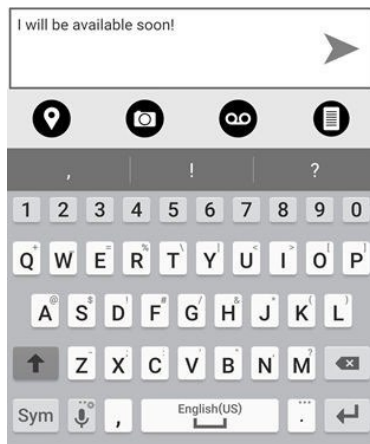 I will be available soon!
, ! ?
1 2 3 4 5 6 7 8 9 0
Q W E R T Y U I O P
A S D F G H J K L
Z X C V B N M
Sym , English(US) .